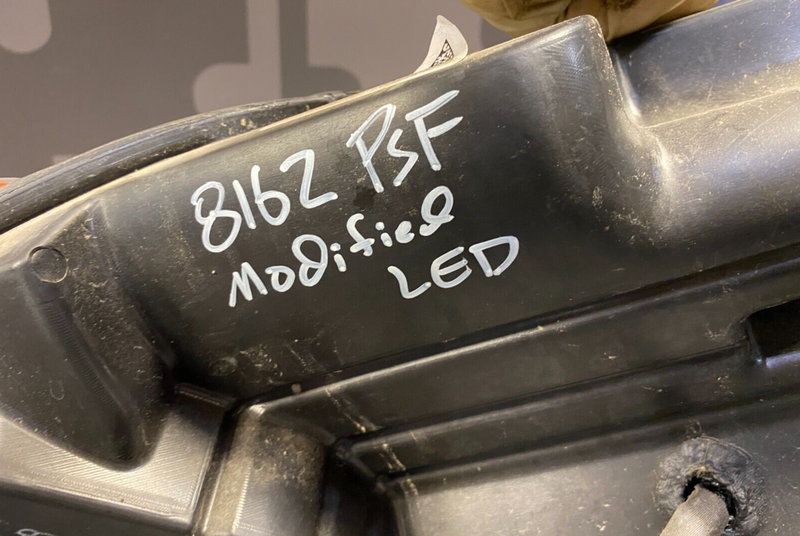 8162 PSF
Modified
LED